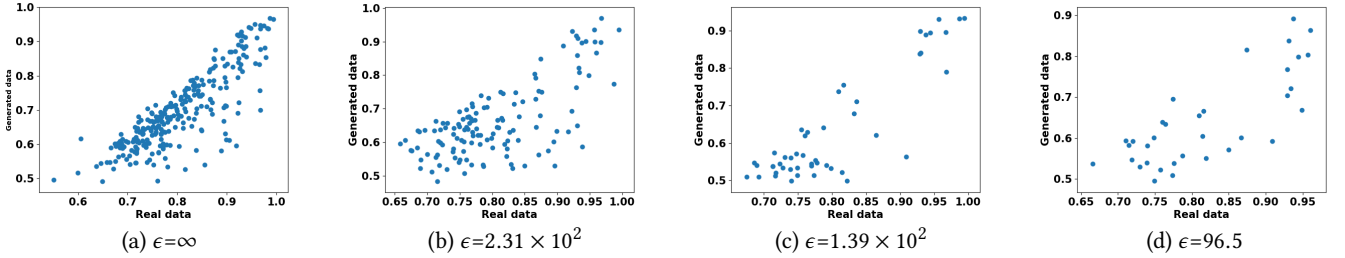 1.0
0.9
0.8
0.7
0.6
0.5
Generated data
0.6 0.7 0.8 0.9 1.0
Real data
(a) ϵ=∞
1.0
0.9
0.8
0.7
0.6
0.5
Generated data
0.65 0.70 0.75 0.80 0.85 0.90 0.95 1.00
Real data
(b) ϵ=2.31 × 10²
0.9
0.8
0.7
0.6
0.5
Generated data
0.70 0.75 0.80 0.85 0.90 0.95 1.00
Real data
(c) ϵ=1.39 × 10²
0.9
0.8
0.7
0.6
0.5
Generated data
0.65 0.70 0.75 0.80 0.85 0.90 0.95
Real data
(d) ϵ=96.5